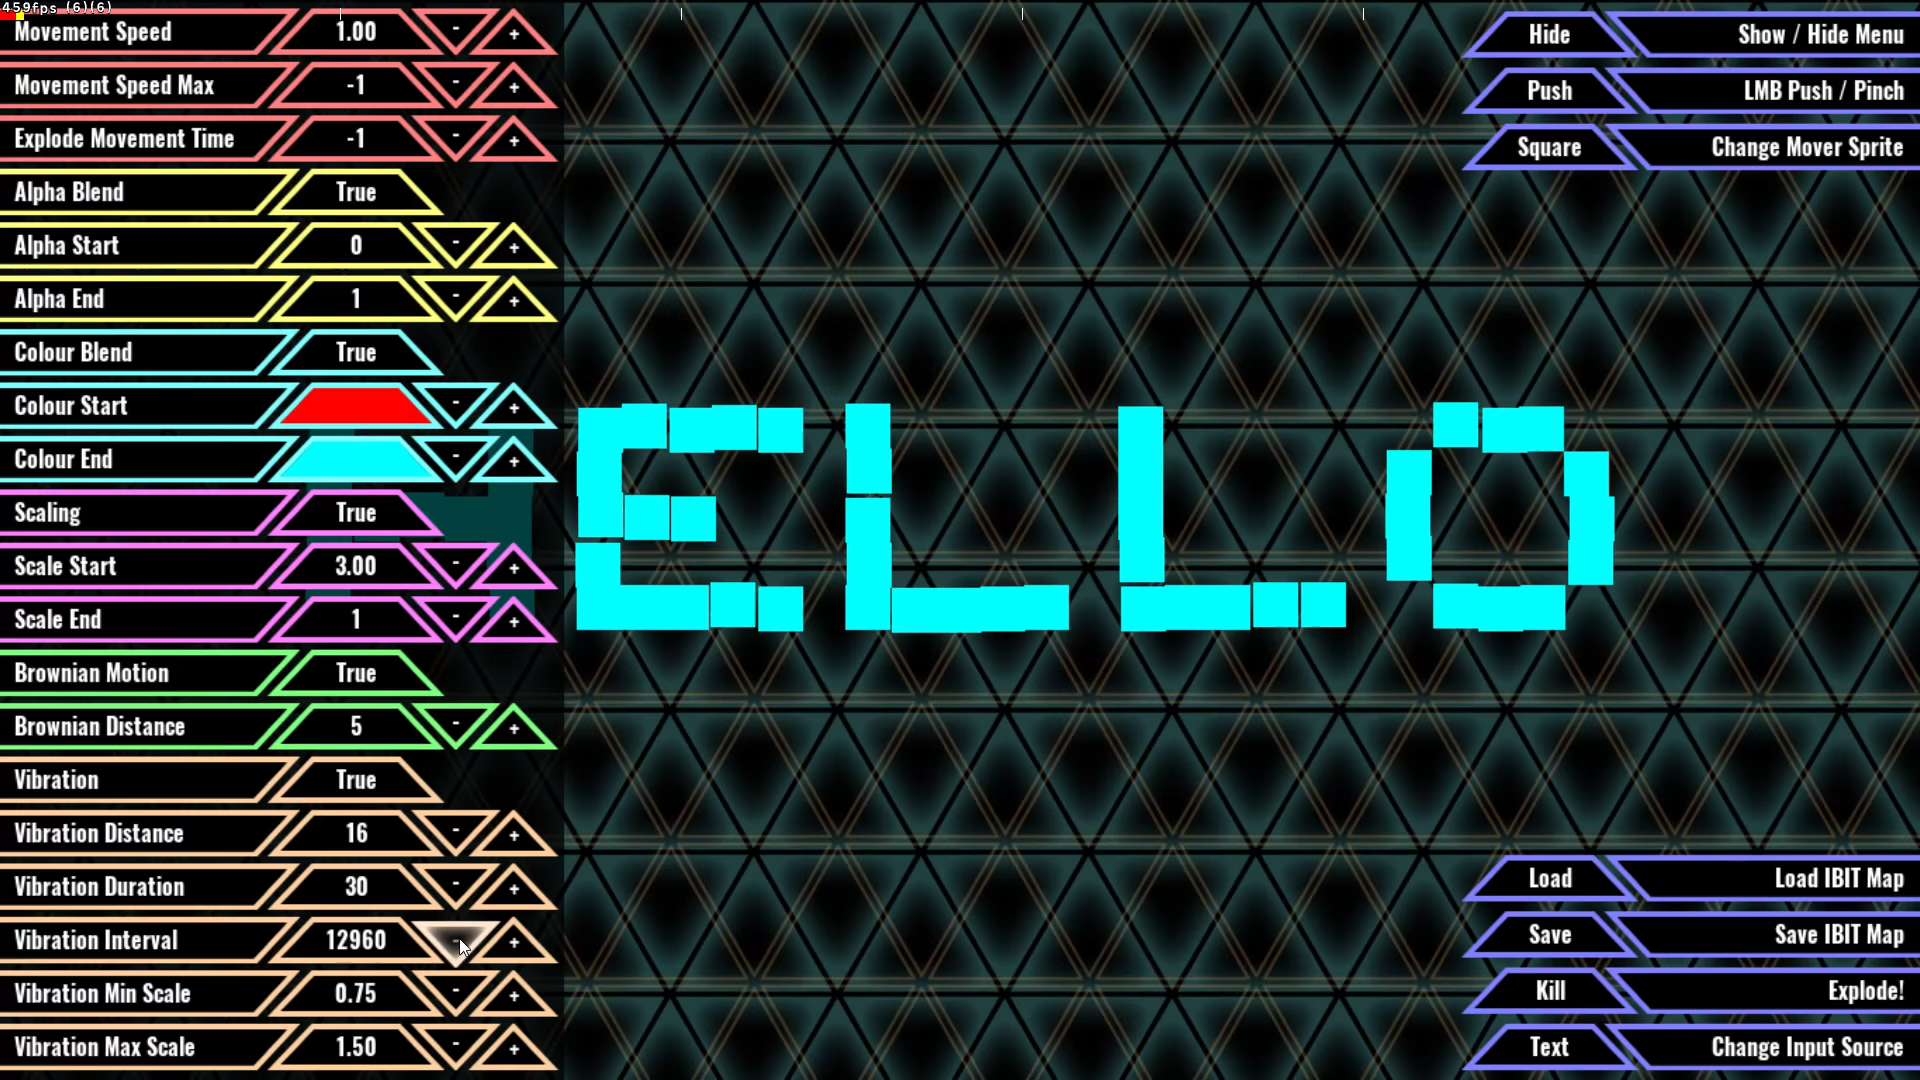 459fps (6)(6)
Movement Speed 1.00 - +
Movement Speed Max -1 - +
Explode Movement Time -1 - +
Alpha Blend True
Alpha Start 0 - +
Alpha End 1 - +
Colour Blend True
Colour Start - +
Colour End - +
Scaling True
Scale Start 3.00 - +
Scale End 1 - +
Brownian Motion True
Brownian Distance 5 - +
Vibration True
Vibration Distance 16 - +
Vibration Duration 30 - +
Vibration Interval 12960 - +
Vibration Min Scale 0.75 - +
Vibration Max Scale 1.50 - +
HELLO
Hide Show / Hide Menu
Push LMB Push / Pinch
Square Change Mover Sprite
Load Load IBIT Map
Save Save IBIT Map
Kill Explode!
Text Change Input Source